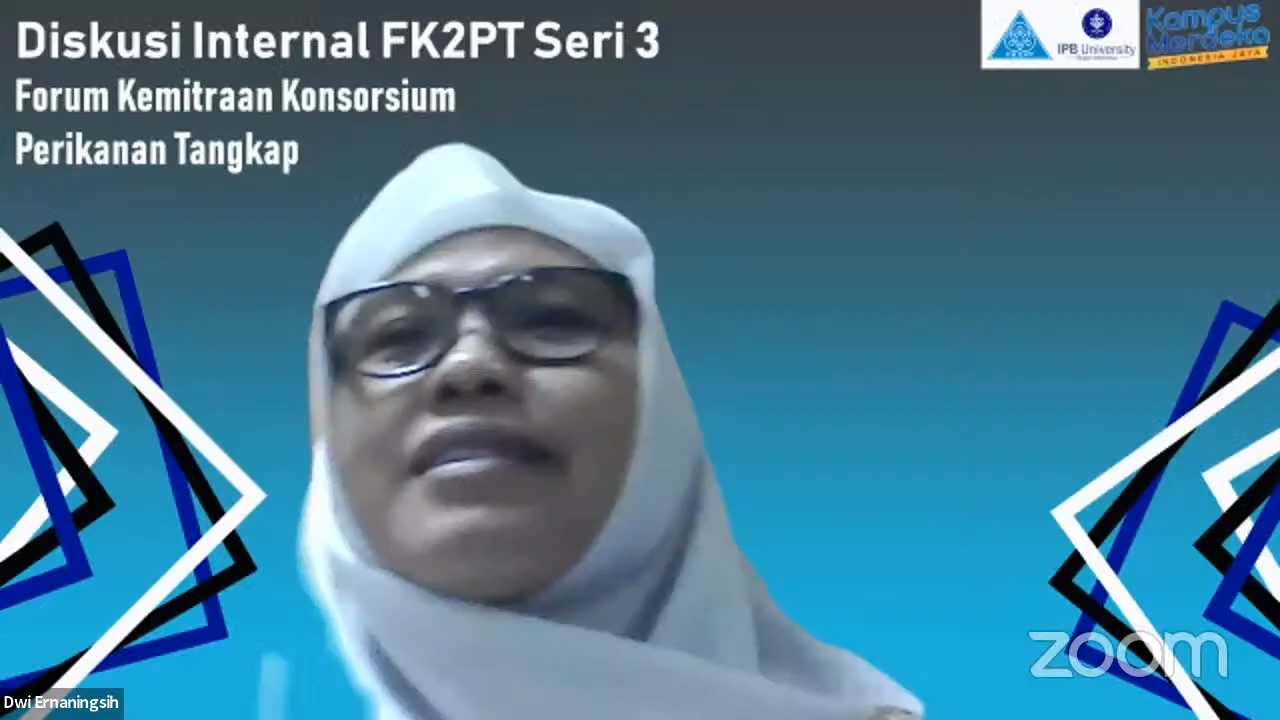 Diskusi Internal FK2PT Seri 3
Forum Kemitraan Konsorsium
Perikanan Tangkap
IPB University
Kampus
Merdeka
INDONESIA JAYA
zoom
Dwi Ernaningsih